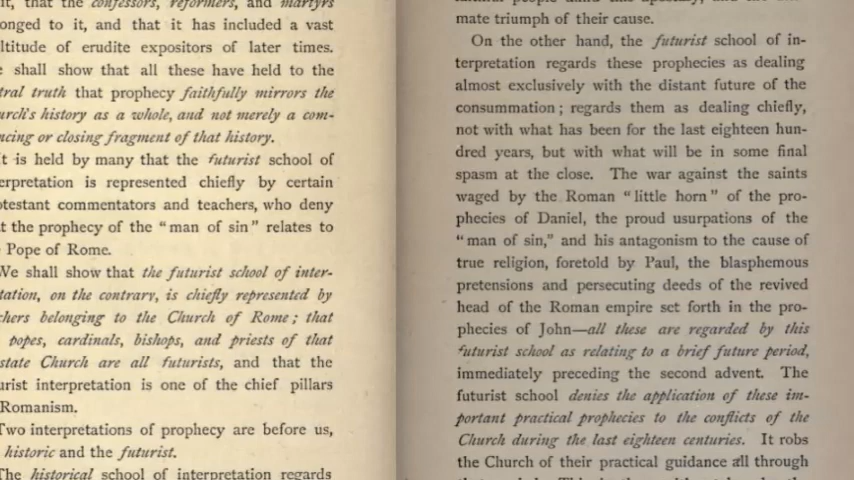 it, that the confessors, reformers, and martyrs
onged to it, and that it has included a vast
ltitude of erudite expositors of later times.
shall show that all these have held to the
tral truth that prophecy faithfully mirrors the
urch's history as a whole, and not merely a com-
ncing or closing fragment of that history.
t is held by many that the futurist school of
erpretation is represented chiefly by certain
otestant commentators and teachers, who deny
t the prophecy of the "man of sin" relates to
Pope of Rome.
We shall show that the futurist school of inter-
tation, on the contrary, is chiefly represented by
chers belonging to the Church of Rome; that
popes, cardinals, bishops, and priests of that
state Church are all futurists, and that the
urist interpretation is one of the chief pillars
Romanism.
Two interpretations of prophecy are before us,
historic and the futurist.
The historical school of interpretation regards
mate triumph of their cause.
On the other hand, the futurist school of in-
terpretation regards these prophecies as dealing
almost exclusively with the distant future of the
consummation; regards them as dealing chiefly,
not with what has been for the last eighteen hun-
dred years, but with what will be in some final
spasm at the close. The war against the saints
waged by the Roman "little horn" of the pro-
phecies of Daniel, the proud usurpations of the
"man of sin," and his antagonism to the cause of
true religion, foretold by Paul, the blasphemous
pretensions and persecuting deeds of the revived
head of the Roman empire set forth in the pro-
phecies of John—all these are regarded by this
futurist school as relating to a brief future period,
immediately preceding the second advent. The
futurist school denies the application of these im-
portant practical prophecies to the conflicts of the
Church during the last eighteen centuries. It robs
the Church of their practical guidance all through